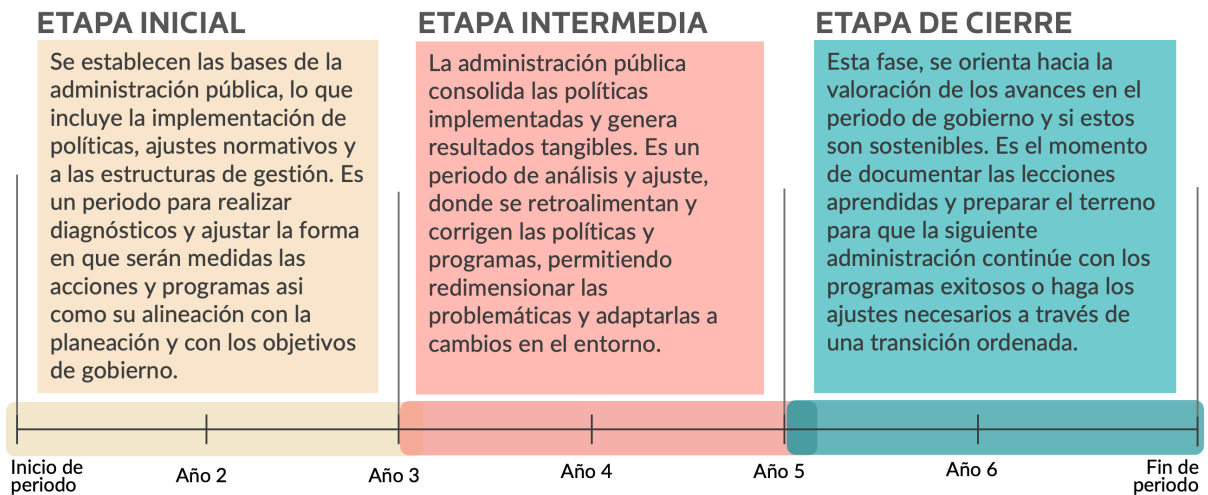 ETAPA INICIAL
Se establecen las bases de la
administración pública, lo que
incluye la implementación de
políticas, ajustes normativos y
a las estructuras de gestión. Es
un periodo para realizar
diagnósticos y ajustar la forma
en que serán medidas las
acciones y programas asi
como su alineación con la
planeación y con los objetivos
de gobierno.
ETAPA INTERMEDIA
La administración pública
consolida las políticas
implementadas y genera
resultados tangibles. Es un
periodo de análisis y ajuste,
donde se retroalimentan y
corrigen las políticas y
programas, permitiendo
redimensionar las
problemáticas y adaptarlas a
cambios en el entorno.
ETAPA DE CIERRE
Esta fase, se orienta hacia la
valoración de los avances en el
periodo de gobierno y si estos
son sostenibles. Es el momento
de documentar las lecciones
aprendidas y preparar el terreno
para que la siguiente
administración continúe con los
programas exitosos o haga los
ajustes necesarios a través de
una transición ordenada.
Inicio de
periodo
Año 2
Año 3
Año 4
Año 5
Año 6
Fin de
periodo